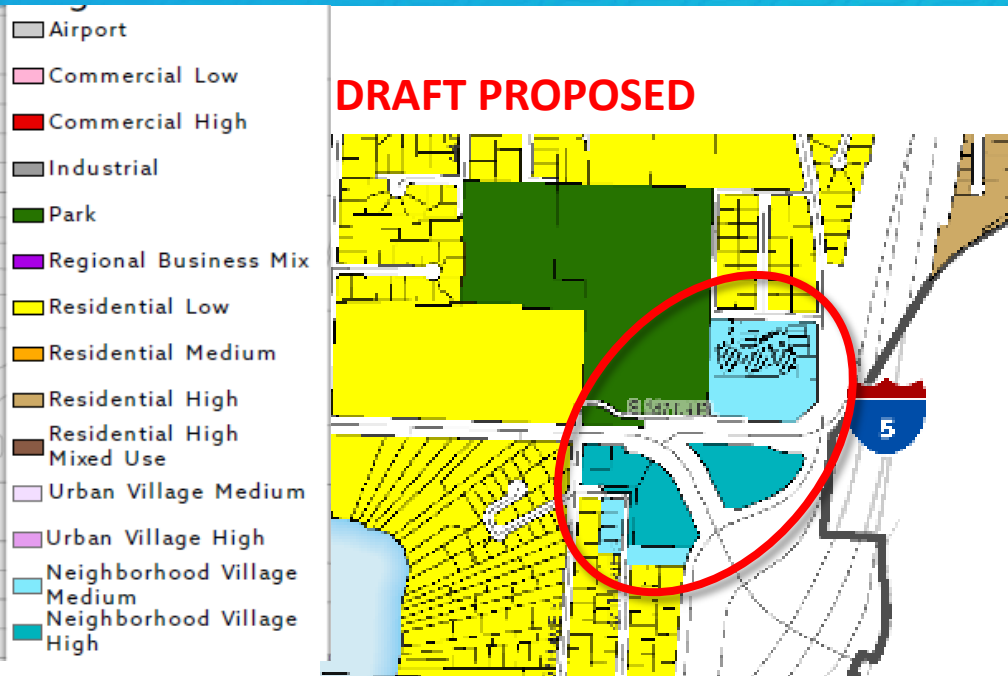 Airport
Commercial Low
Commercial High
Industrial
Park
Regional Business Mix
Residential Low
Residential Medium
Residential High
Residential High
Mixed Use
Urban Village Medium
Urban Village High
Neighborhood Village
Medium
Neighborhood Village
High
DRAFT PROPOSED
5